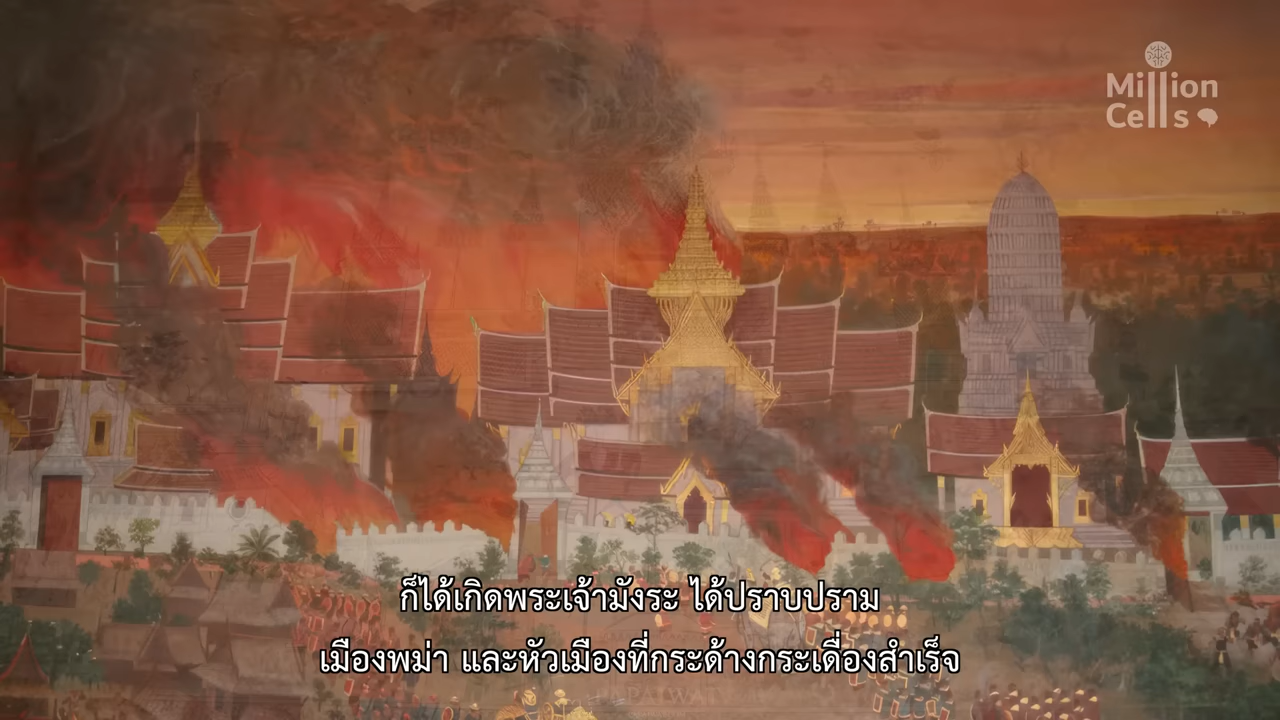 Million
Cells
ก็ได้เกิดพระเจ้ามังระ ได้ปราบปราม
เมืองพม่า และหัวเมืองที่กระด้างกระเดื่องสำเร็จ